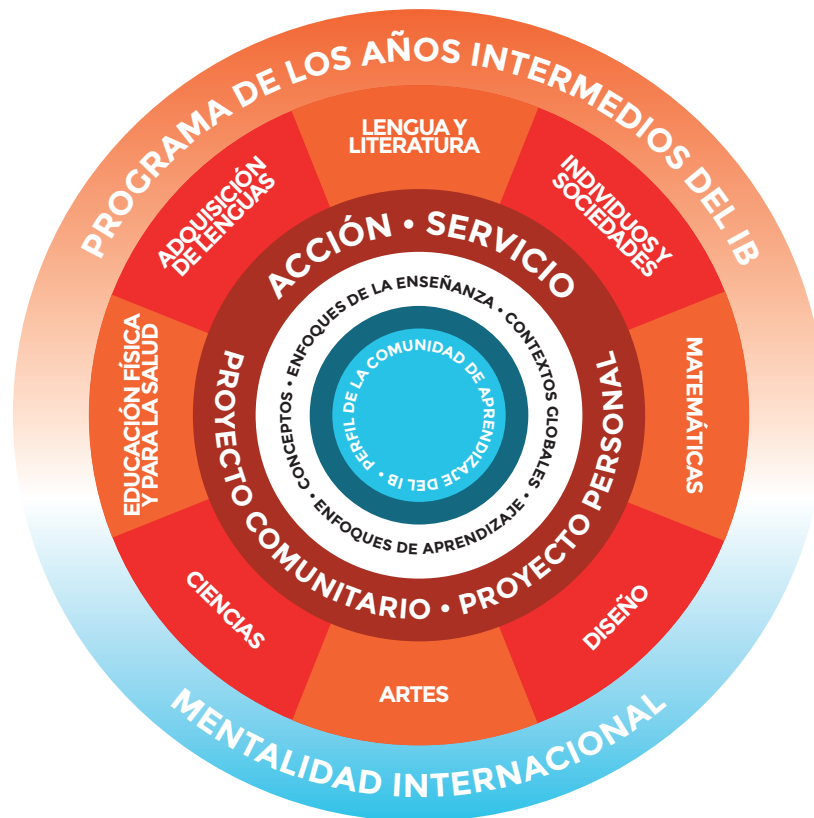 PROGRAMA DE LOS AÑOS INTERMEDIOS DEL IB
LENGUA Y
LITERATURA
INDIVIDUOS Y
SOCIEDADES
MATEMÁTICAS
DISEÑO
ARTES
CIENCIAS
EDUCACIÓN FÍSICA
Y PARA LA SALUD
ADQUISICIÓN
DE LENGUAS
ACCIÓN • SERVICIO
PROYECTO COMUNITARIO • PROYECTO PERSONAL
ENFOQUES DE LA ENSEÑANZA • CONTEXTOS GLOBALES • ENFOQUES DE APRENDIZAJE • CONCEPTOS •
PERFIL DE LA COMUNIDAD DE APRENDIZAJE DEL IB •
MENTALIDAD INTERNACIONAL